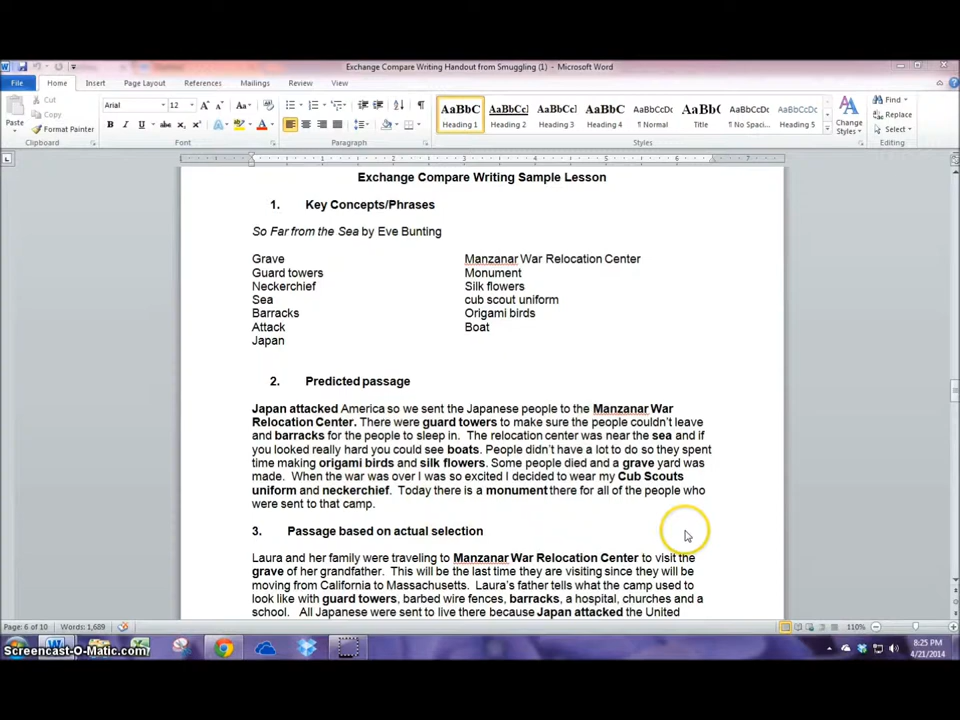 Exchange Compare Writing Handout from Smuggling (1) - Microsoft Word
File Home Insert Page Layout References Mailings Review View
Cut
Copy
Format Painter
Paste
Arial 12
AaBbC AaBbCc AaBbCc AaBbC AaBbCc AaB( AaBbCc AaBbCc
Heading 1 Heading 2 Heading 3 Heading 4 ¶ Normal Title ¶ No Spaci... Heading 5
Change Styles
Find
Replace
Select
Clipboard Font Paragraph Styles Editing
Exchange Compare Writing Sample Lesson
1. Key Concepts/Phrases
So Far from the Sea by Eve Bunting
Grave Manzanar War Relocation Center
Guard towers Monument
Neckerchief Silk flowers
Sea cub scout uniform
Barracks Origami birds
Attack Boat
Japan
2. Predicted passage
Japan attacked America so we sent the Japanese people to the Manzanar War
Relocation Center. There were guard towers to make sure the people couldn't leave
and barracks for the people to sleep in. The relocation center was near the sea and if
you looked really hard you could see boats. People didn't have a lot to do so they spent
time making origami birds and silk flowers. Some people died and a grave yard was
made. When the war was over I was so excited I decided to wear my Cub Scouts
uniform and neckerchief. Today there is a monument there for all of the people who
were sent to that camp.
3. Passage based on actual selection
Laura and her family were traveling to Manzanar War Relocation Center to visit the
grave of her grandfather. This will be the last time they are visiting since they will be
moving from California to Massachusetts. Laura's father tells what the camp used to
look like with guard towers, barbed wire fences, barracks, a hospital, churches and a
school. All Japanese were sent to live there because Japan attacked the United
Page: 6 of 10 Words: 1,689 110%
Screencast-O-Matic.com
8:25 PM
4/21/2014